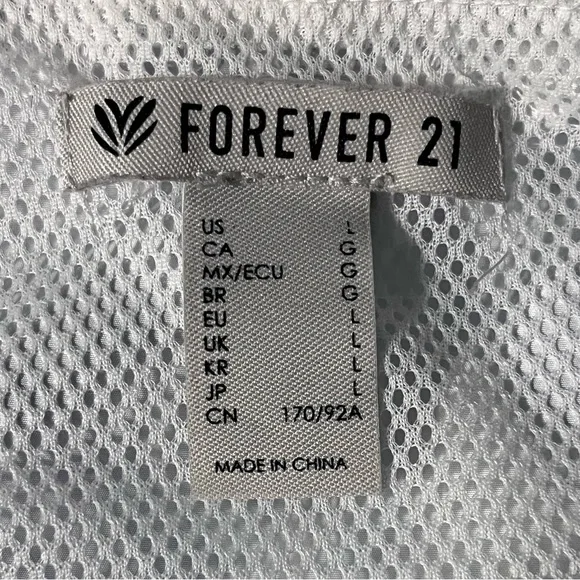 FOREVER 21
US L
CA G
MX/ECU G
BR G
EU L
UK L
KR L
JP L
CN 170/92A
MADE IN CHINA